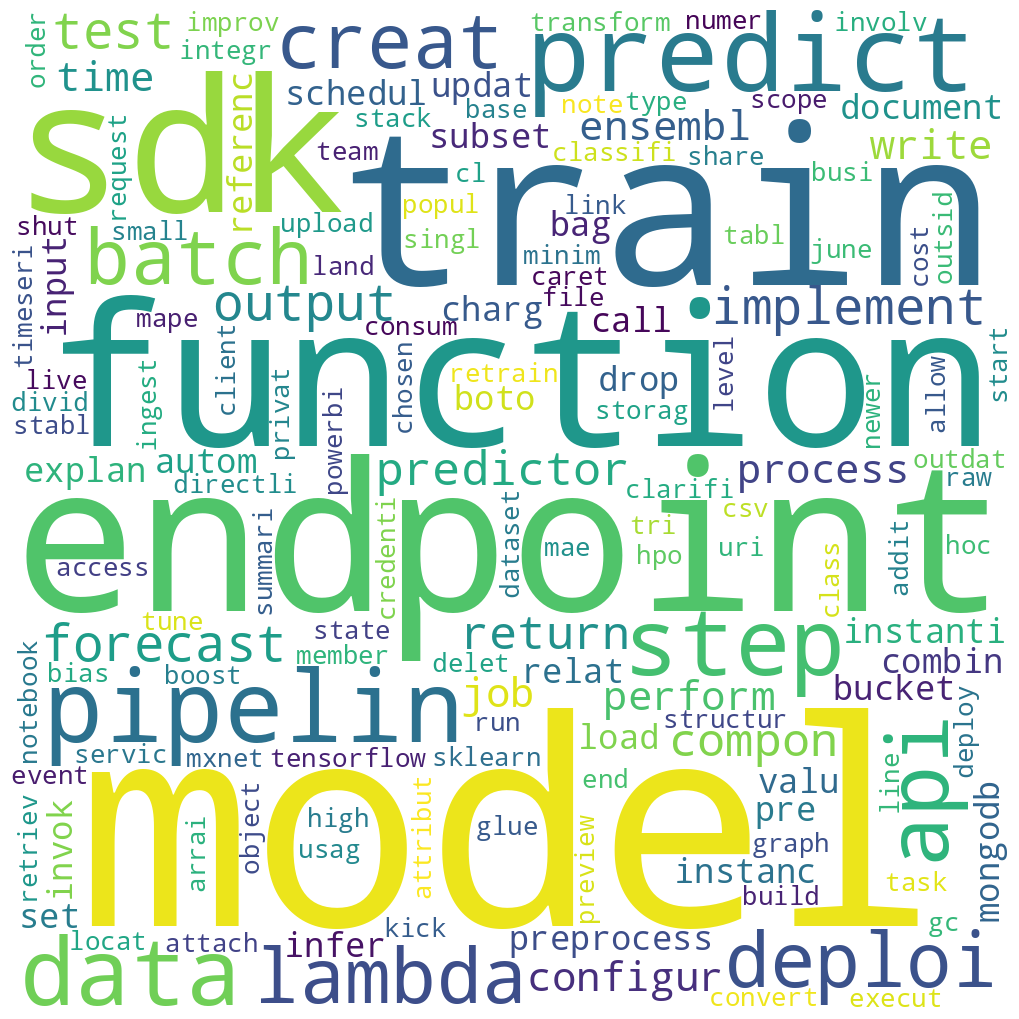 order
test
improv
integr
creat
transform
numer
involv
predict
time
schedul
updat
base
note
type
scope
document
sdk
request
referenc
stack
team
subset
ensembl
classifi
share
write
train
cl
popul
link
busi
shut
small
upload
singl
bag
tabl
june
cost
outsid
batch
input
land
minim
caret
timeseri
mape
output
consum
charg
file
call
implement
function
live
divid
stabl
ingest
client
privat
powerbi
chosen
retrain
boto
drop
storag
level
newer
allow
start
explan
autom
directli
predictor
clarifi
process
outdat
raw
endpoint
access
summari
credenti
dataset
mae
tri
hpo
csv
uri
class
addit
hoc
tune
forecast
state
member
return
step
instanti
notebook
bias
boost
delet
relat
perform
combin
bucket
pipelin
job
run
structur
deploy
servic
mxnet
tensorflow
sklearn
load
compon
event
end
valu
line
api
model
retriev
invok
arrai
object
high
usag
attribut
glue
preview
pre
graph
instanc
build
task
mongodb
set
locat
attach
infer
kick
preprocess
gc
data
lambda
configur
deploi
convert
execut